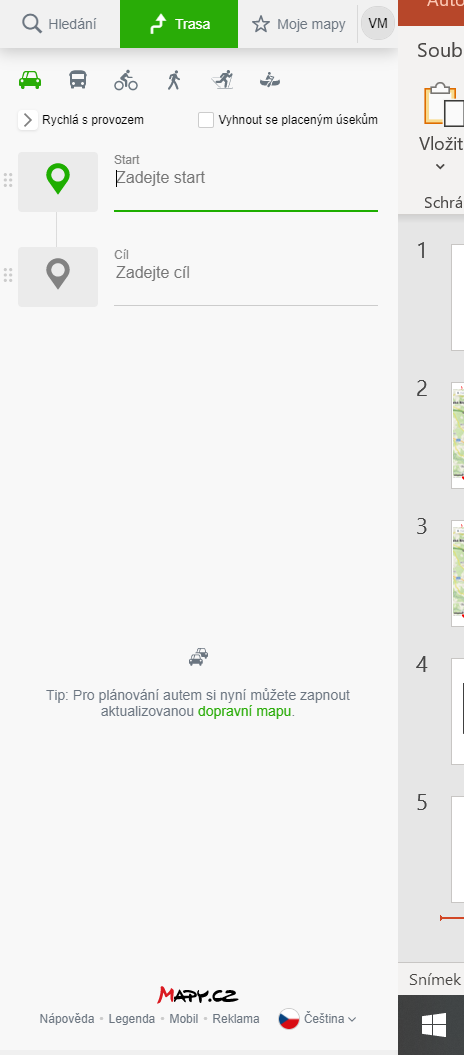 Hledání
Trasa
Moje mapy
VM
Rychlá s provozem
Vyhnout se placeným úsekům
Start
Zadejte start
Cíl
Zadejte cíl
Tip: Pro plánování autem si nyní můžete zapnout
aktualizovanou dopravní mapu.
MAPY.CZ
Nápověda • Legenda • Mobil • Reklama
Čeština
Auto
Soub
Vložit
Schrá
1
2
3
4
5
Snímek